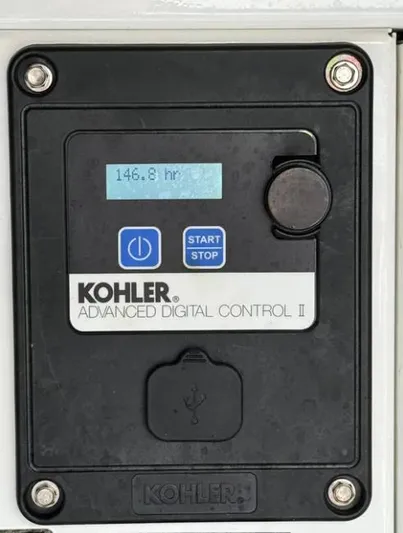 146.8 hr
START
STOP
KOHLER®
ADVANCED DIGITAL CONTROL II
KOHLER